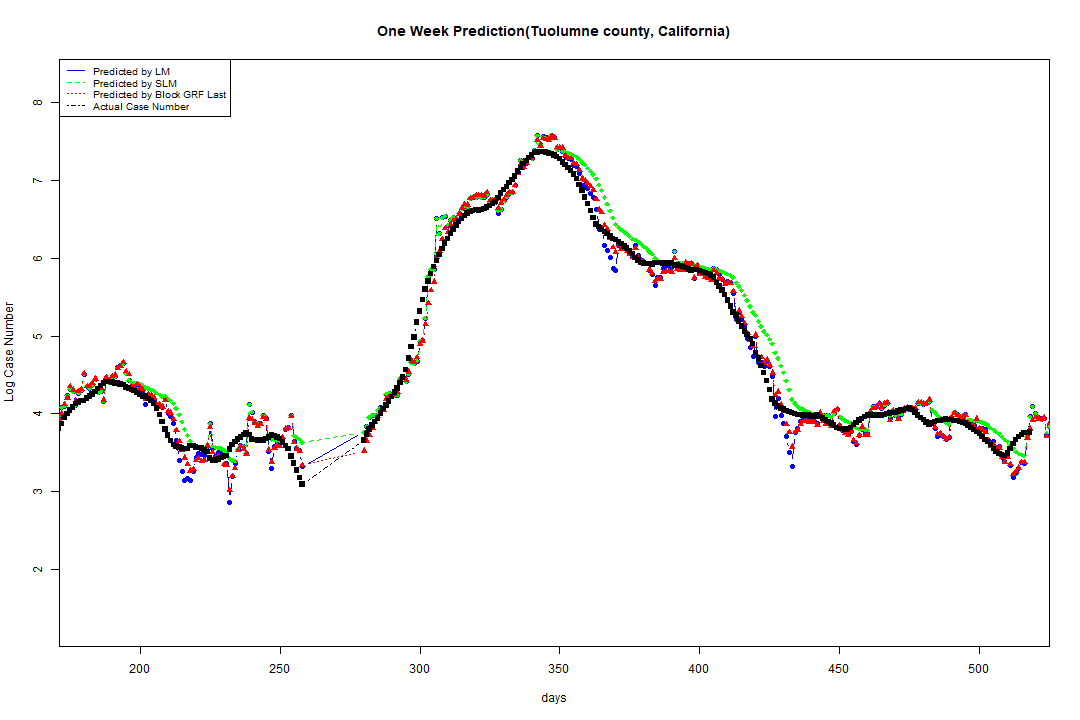 One Week Prediction(Tuolumne county, California)
Predicted by LM
Predicted by SLM
Predicted by Block GRF Last
Actual Case Number
8
7
6
5
4
3
2
Log Case Number
200 250 300 350 400 450 500
days